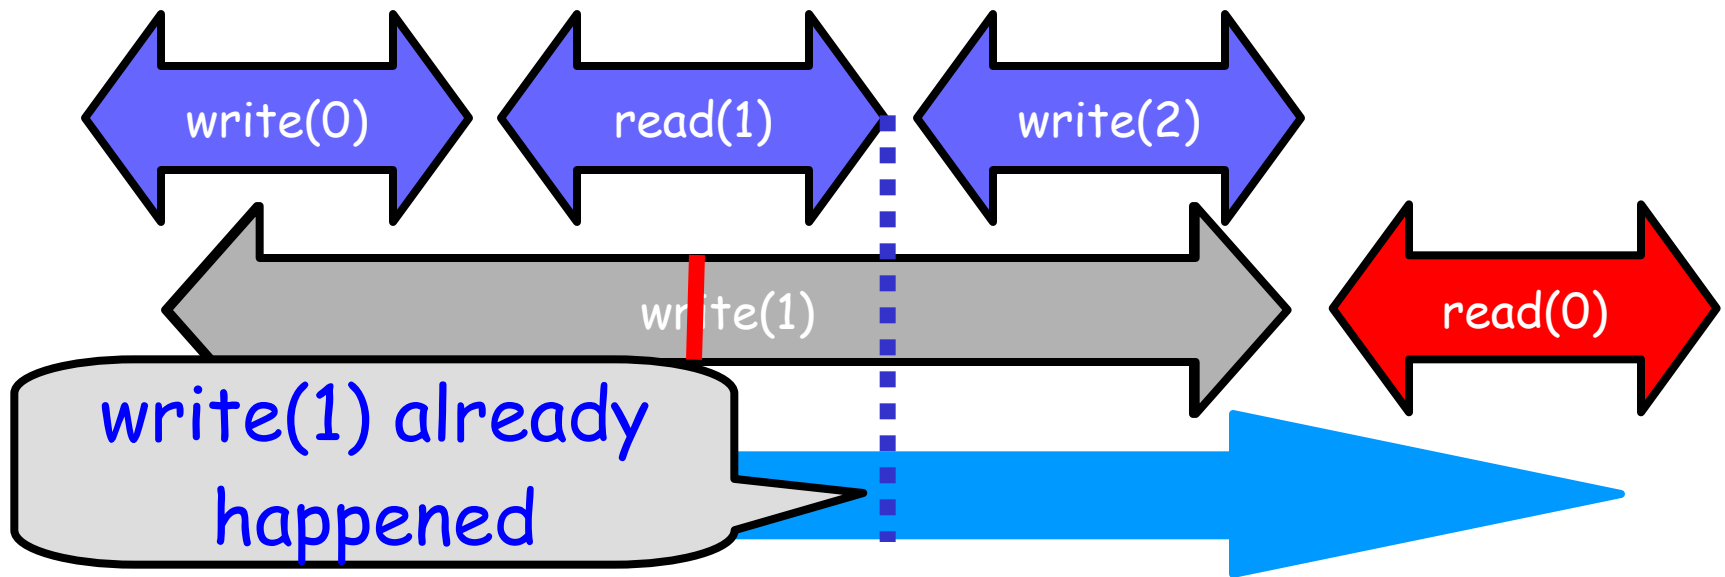 write(0)
read(1)
write(2)
write(1)
read(0)
write(1) already
happened